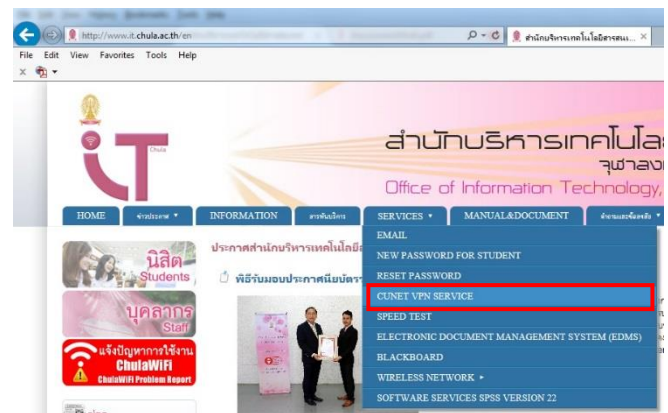 http://www.it.chula.ac.th/en
สำนักบริหารเทคโนโลยีสารสนเ...
File Edit View Favorites Tools Help
iT
Chula
สำนักบริหารเทคโนโล
จุฬาลง
Office of Information Technology,
HOME
INFORMATION
SERVICES
MANUAL&DOCUMENT
EMAIL
NEW PASSWORD FOR STUDENT
RESET PASSWORD
CUNET VPN SERVICE
SPEED TEST
ELECTRONIC DOCUMENT MANAGEMENT SYSTEM (EDMS)
BLACKBOARD
WIRELESS NETWORK
SOFTWARE SERVICES SPSS VERSION 22
ประกาศสำนักบริหารเทคโนโลยี
พิธีรับมอบประกาศนียบัตร
นิสิต
Students
บุคลากร
Staff
แจ้งปัญหาการใช้งาน
ChulaWiFi
ChulaWiFi Problem Report